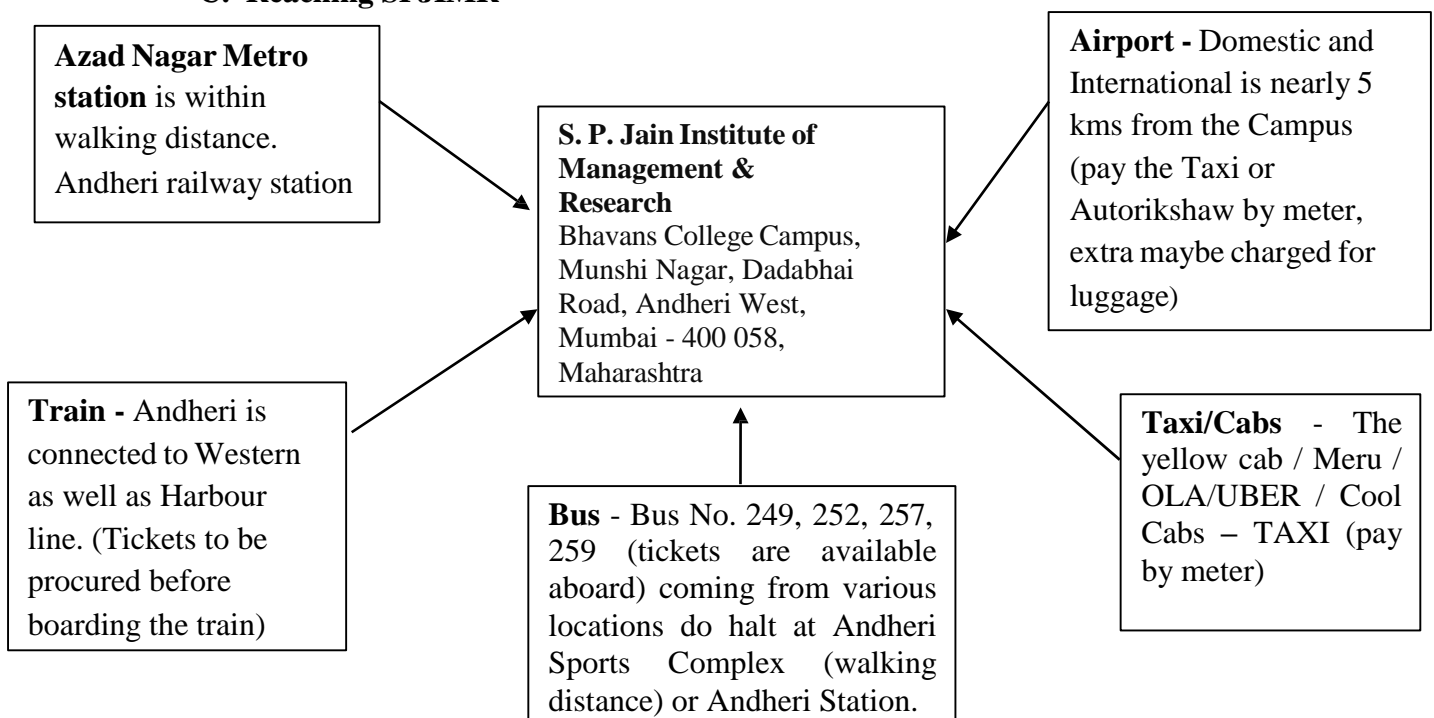 Azad Nagar Metro
station is within
walking distance.
Andheri railway station
Airport - Domestic and
International is nearly 5
kms from the Campus
(pay the Taxi or
Autorikshaw by meter,
extra maybe charged for
luggage)
S. P. Jain Institute of
Management &
Research
Bhavans College Campus,
Munshi Nagar, Dadabhai
Road, Andheri West,
Mumbai - 400 058,
Maharashtra
Train - Andheri is
connected to Western
as well as Harbour
line. (Tickets to be
procured before
boarding the train)
Bus - Bus No. 249, 252, 257,
259 (tickets are available
aboard) coming from various
locations do halt at Andheri
Sports Complex (walking
distance) or Andheri Station.
Taxi/Cabs - The
yellow cab / Meru /
OLA/UBER / Cool
Cabs – TAXI (pay
by meter)